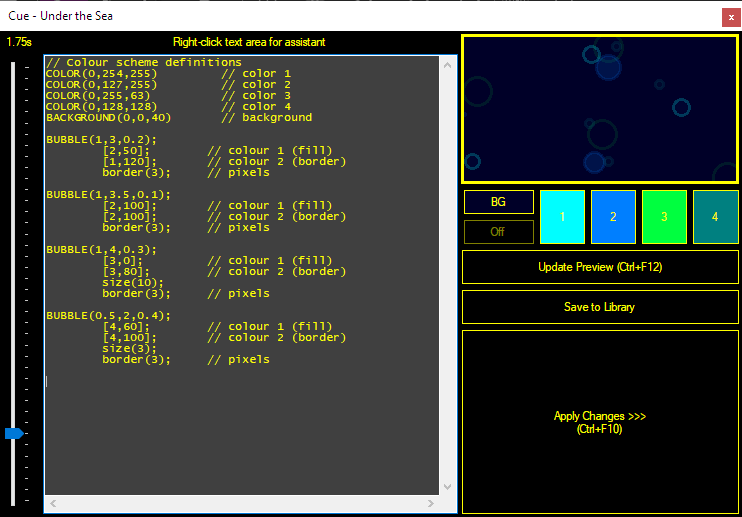 Cue - Under the Sea
x
1.75s
Right-click text area for assistant
// Colour scheme definitions
COLOR(0,254,255) // color 1
COLOR(0,127,255) // color 2
COLOR(0,255,63) // color 3
COLOR(0,128,128) // color 4
BACKGROUND(0,0,40) // background
BUBBLE(1,3,0.2);
[2,50]; // colour 1 (fill)
[1,120]; // colour 2 (border)
border(3); // pixels
BUBBLE(1,3.5,0.1);
[2,100]; // colour 1 (fill)
[2,100]; // colour 2 (border)
border(3); // pixels
BUBBLE(1,4,0.3);
[3,0]; // colour 1 (fill)
[3,80]; // colour 2 (border)
size(10);
border(3); // pixels
BUBBLE(0.5,2,0.4);
[4,60]; // colour 1 (fill)
[4,100]; // colour 2 (border)
size(3);
border(3); // pixels
BG
Off
1
2
3
4
Update Preview (Ctrl+F12)
Save to Library
Apply Changes >>>
(Ctrl+F10)